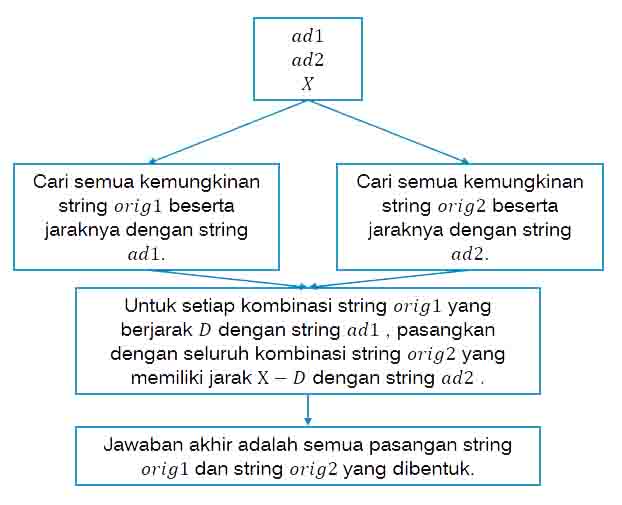 ad1
ad2
X
Cari semua kemungkinan
string orig1 beserta
jaraknya dengan string
ad1.
Cari semua kemungkinan
string orig2 beserta
jaraknya dengan string
ad2.
Untuk setiap kombinasi string orig1 yang
berjarak D dengan string ad1 , pasangkan
dengan seluruh kombinasi string orig2 yang
memiliki jarak X − D dengan string ad2 .
Jawaban akhir adalah semua pasangan string
orig1 dan string orig2 yang dibentuk.